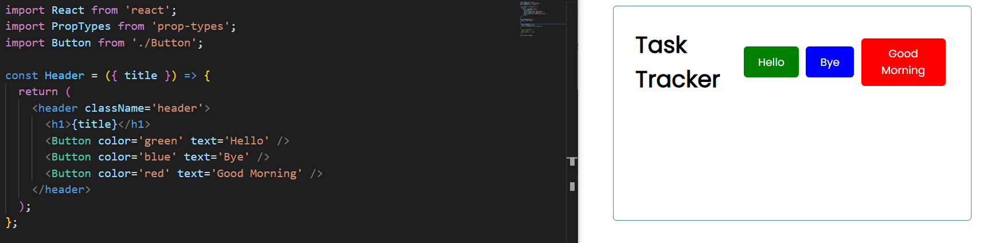 import React from 'react';
import PropTypes from 'prop-types';
import Button from './Button';
const Header = ({ title }) => {
return (
<header className='header'>
<h1>{title}</h1>
<Button color='green' text='Hello' />
<Button color='blue' text='Bye' />
<Button color='red' text='Good Morning' />
</header>
);
};
Task
Tracker
Hello
Bye
Good
Morning